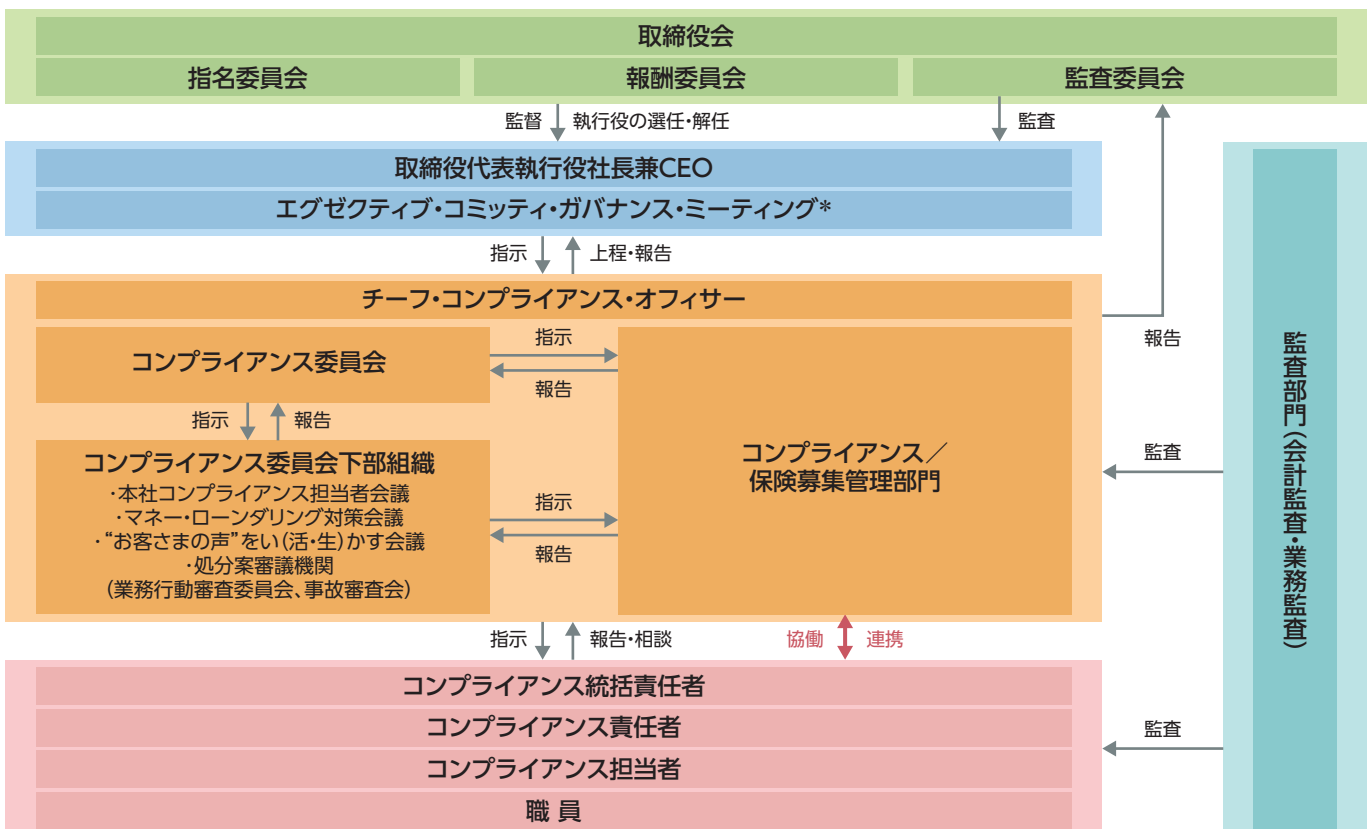 取締役会
指名委員会
報酬委員会
監査委員会
監督
執行役の選任・解任
監査
取締役代表執行役社長兼CEO
エグゼクティブ・コミッティ・ガバナンス・ミーティング*
指示
上程・報告
チーフ・コンプライアンス・オフィサー
報告
コンプライアンス委員会
指示
報告
指示
報告
コンプライアンス委員会下部組織
・本社コンプライアンス担当者会議
・マネー・ローンダリング対策会議
・“お客さまの声”をい(活・生)かす会議
・処分案審議機関
(業務行動審査委員会、事故審査会)
指示
報告
コンプライアンス/
保険募集管理部門
監査
監査部門(会計監査・業務監査)
指示
報告・相談
協働
連携
コンプライアンス統括責任者
コンプライアンス責任者
コンプライアンス担当者
職 員
監査